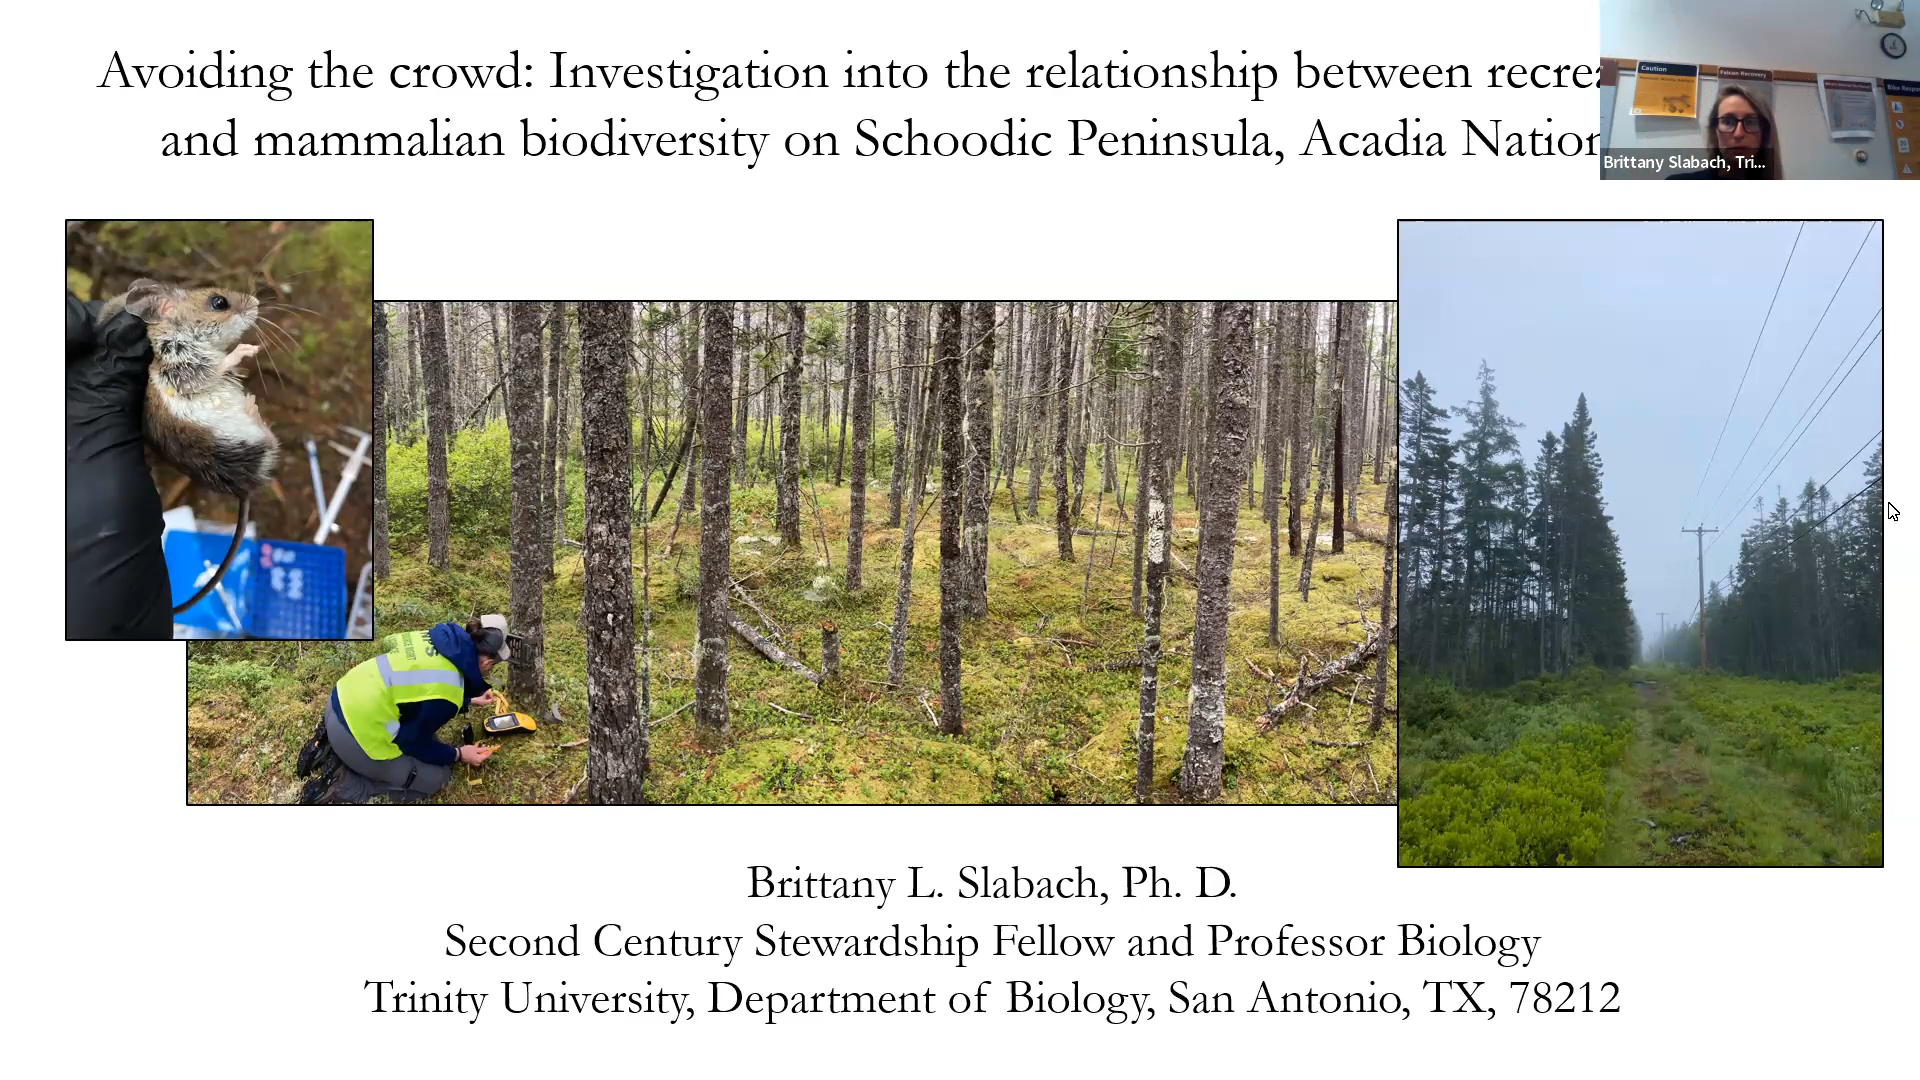 Avoiding the crowd: Investigation into the relationship between
and mammalian biodiversity on Schoodic Peninsula, Acadia
Caution
Falcon Recovery
Brittany Slabach, Tri...
Brittany L. Slabach, Ph. D.
Second Century Stewardship Fellow and Professor Biology
Trinity University, Department of Biology, San Antonio, TX, 78212